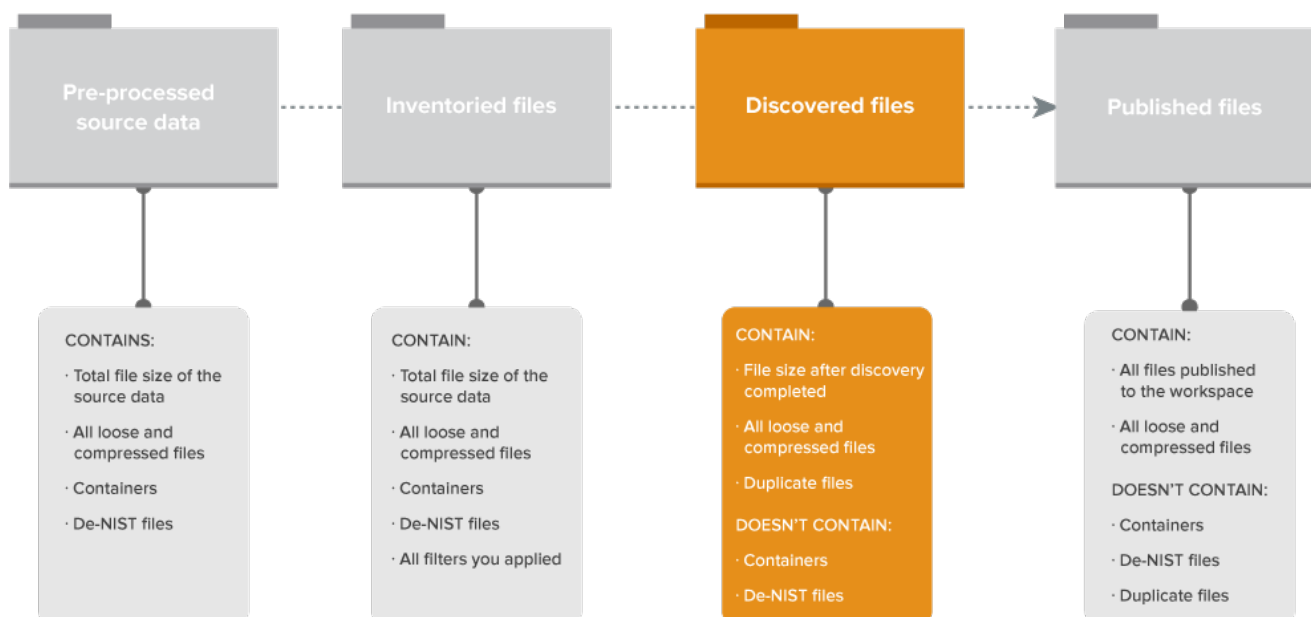 Pre-processed
source data
Inventoried files
Discovered files
Published files
CONTAINS:
· Total file size of the
source data
· All loose and
compressed files
· Containers
· De-NIST files
CONTAIN:
· Total file size of the
source data
· All loose and
compressed files
· Containers
· De-NIST files
· All filters you applied
CONTAIN:
· File size after discovery
completed
· All loose and
compressed files
· Duplicate files
DOESN'T CONTAIN:
· Containers
· De-NIST files
CONTAIN:
· All files published
to the workspace
· All loose and
compressed files
DOESN'T CONTAIN:
· Containers
· De-NIST files
· Duplicate files